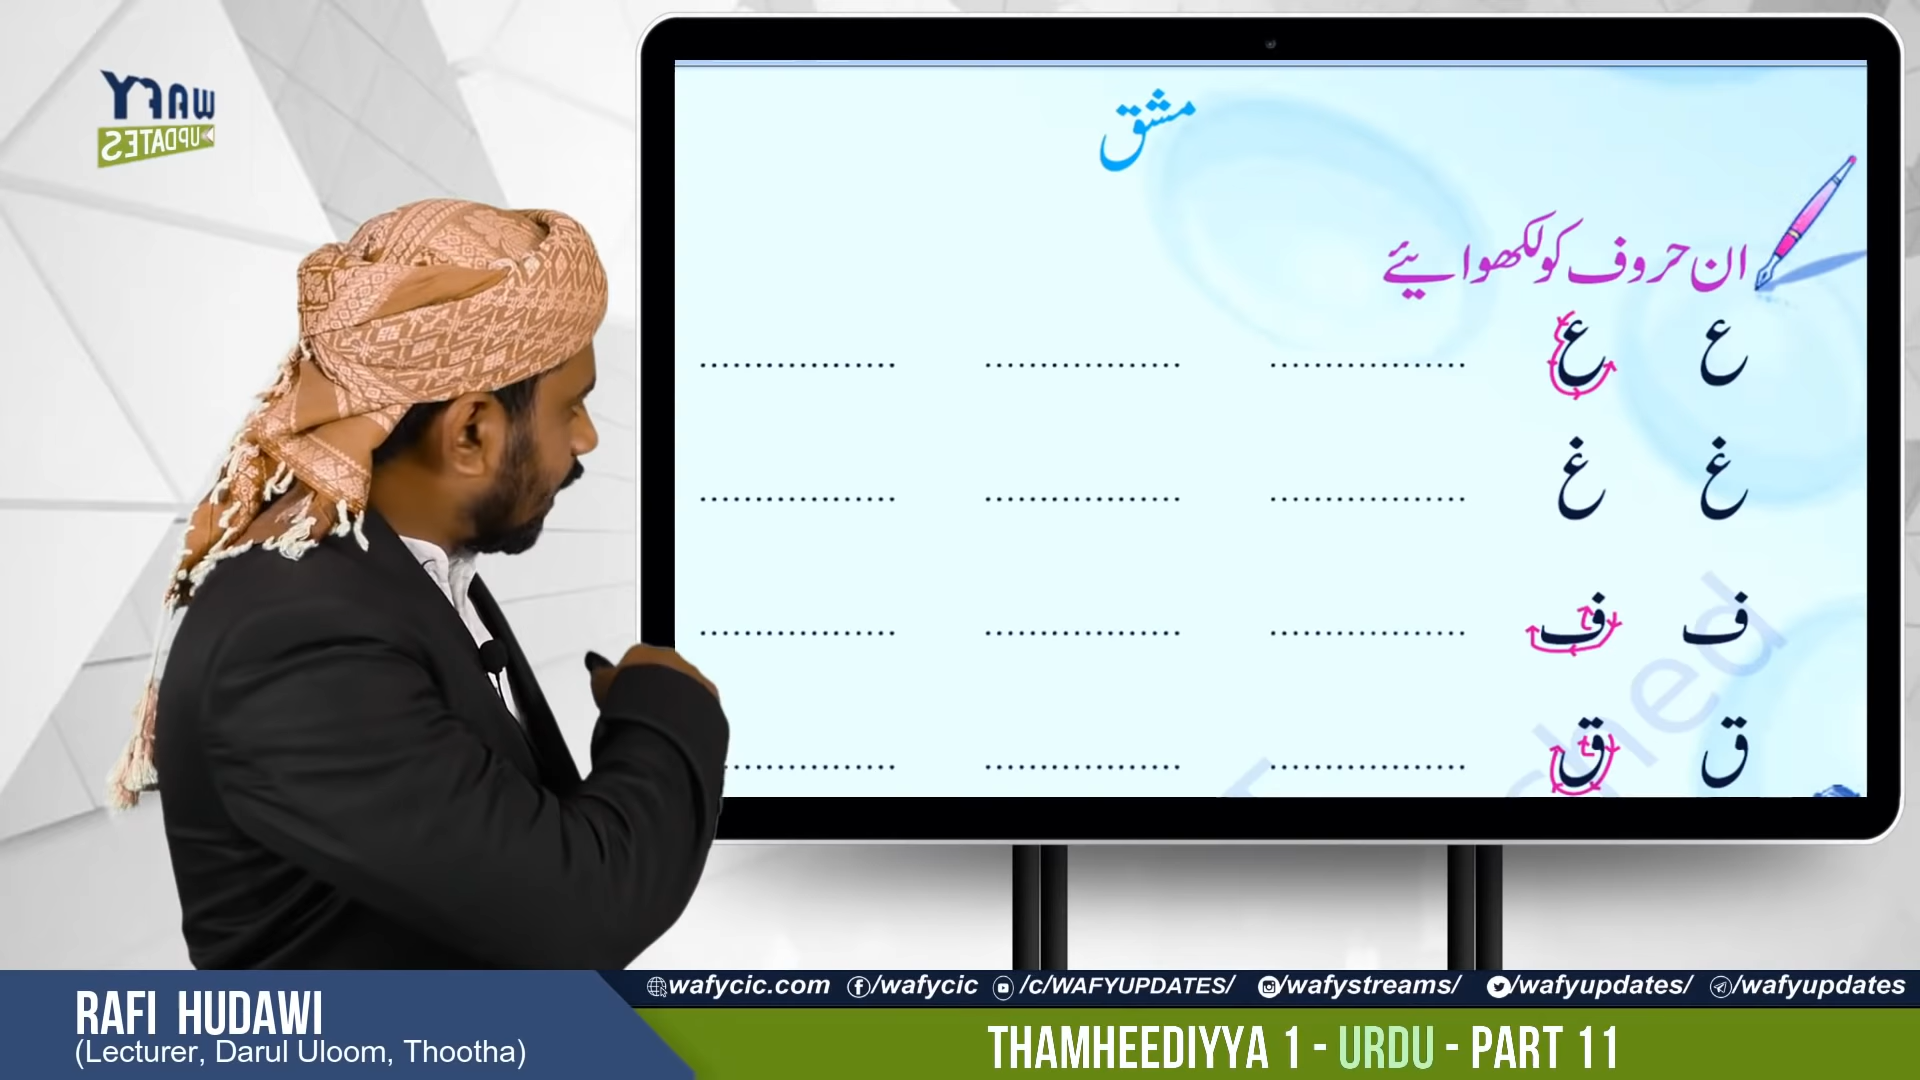 WAFY
UPDATES
مشق
ان حروف کو لکھوایئے
ع ع
غ غ
ف ف
ق ق
wafycic.com /wafycic /c/WAFYUPDATES/ /wafystreams/ /wafyupdates/ /wafyupdates
RAFI HUDAWI
(Lecturer, Darul Uloom, Thootha)
THAMHEEDIYYA 1 - URDU - PART 11